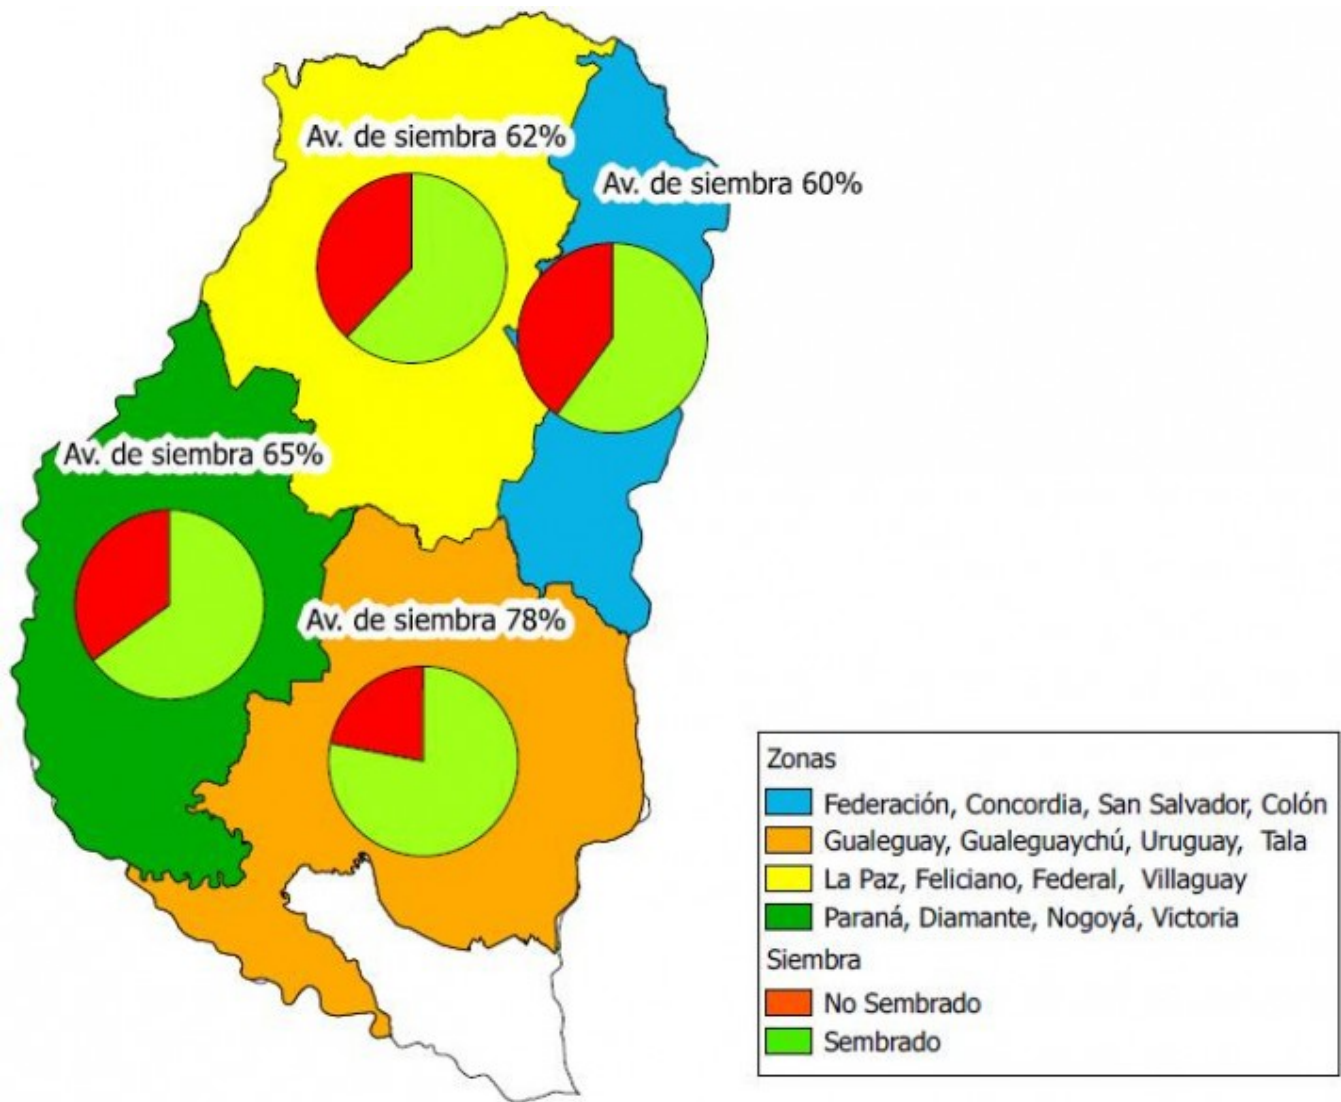 Av. de siembra 62%
Av. de siembra 60%
Av. de siembra 65%
Av. de siembra 78%
Zonas
Federación, Concordia, San Salvador, Colón
Gualeguay, Gualeguaychú, Uruguay, Tala
La Paz, Feliciano, Federal, Villaguay
Paraná, Diamante, Nogoyá, Victoria
Siembra
No Sembrado
Sembrado